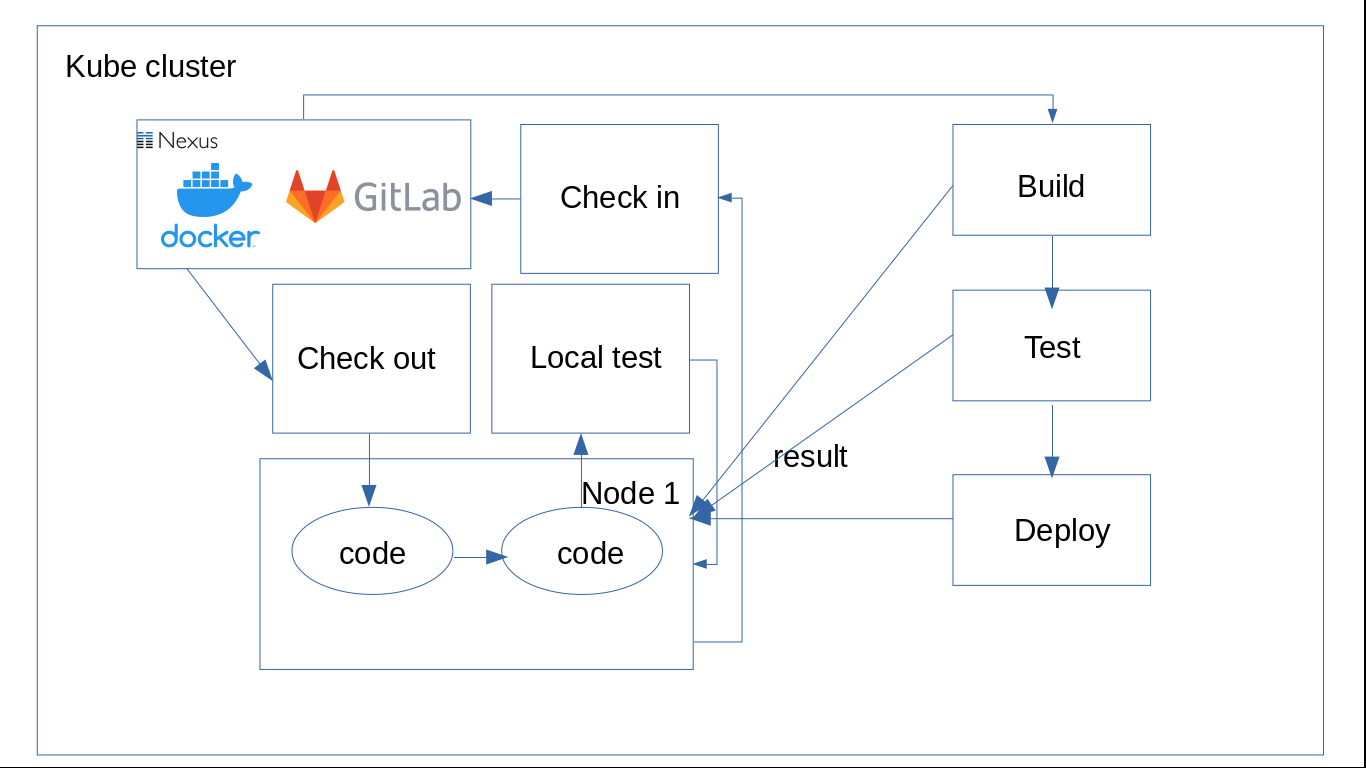 Kube cluster
Nexus
docker
GitLab
Check in
Build
Check out
Local test
Test
result
Node 1
code
code
Deploy